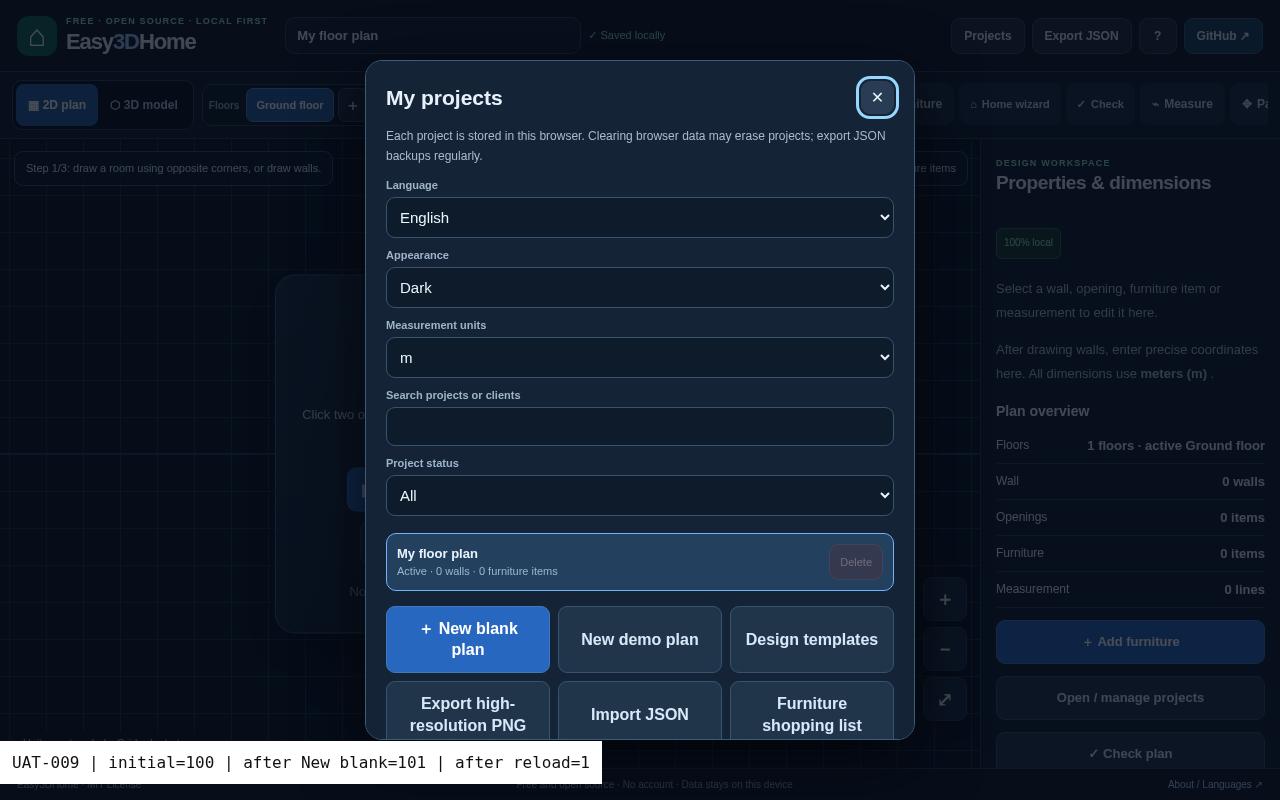 FREE · OPEN SOURCE · LOCAL FIRST
Easy3DHome
My floor plan
✓ Saved locally
Projects
Export JSON
?
GitHub ↗
2D plan
3D model
Floors
Ground floor
+
Home wizard
✓ Check
Measure
Step 1/3: draw a room using opposite corners, or draw walls.
My projects
✕
Each project is stored in this browser. Clearing browser data may erase projects; export JSON
backups regularly.
Language
English
Appearance
Dark
Measurement units
m
Search projects or clients
Project status
All
My floor plan
Active · 0 walls · 0 furniture items
Delete
+ New blank
plan
New demo plan
Design templates
Export high-
resolution PNG
Import JSON
Furniture
shopping list
Click two
+
−
⤢
DESIGN WORKSPACE
Properties & dimensions
100% local
Select a wall, opening, furniture item or
measurement to edit it here.
After drawing walls, enter precise coordinates
here. All dimensions use meters (m) .
Plan overview
Floors 1 floors · active Ground floor
Wall 0 walls
Openings 0 items
Furniture 0 items
Measurement 0 lines
+ Add furniture
Open / manage projects
✓ Check plan
UAT-009 | initial=100 | after New blank=101 | after reload=1
Easy3DHome · MIT License
Free and open source · No account · Data stays on this device
About / Languages ↗